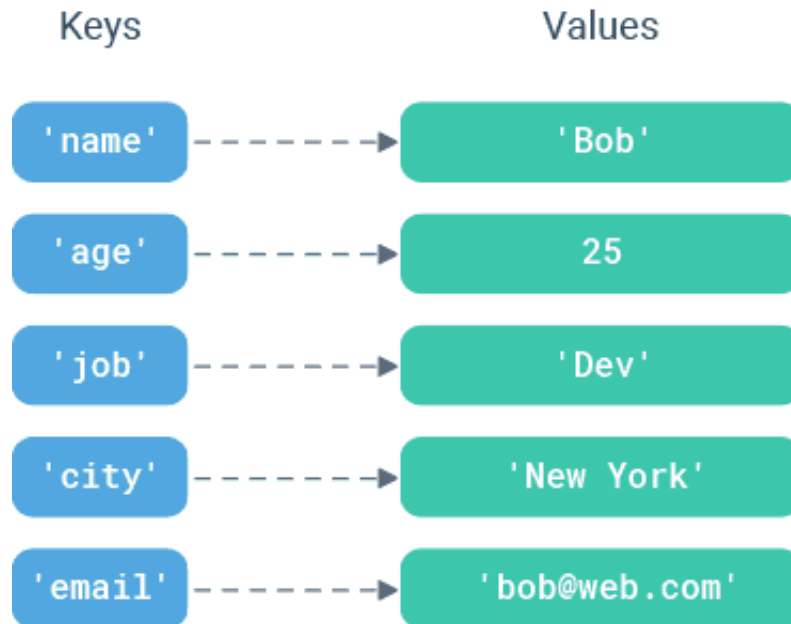 Keys Values
'name' 'Bob'
'age' 25
'job' 'Dev'
'city' 'New York'
'email' 'bob@web.com'